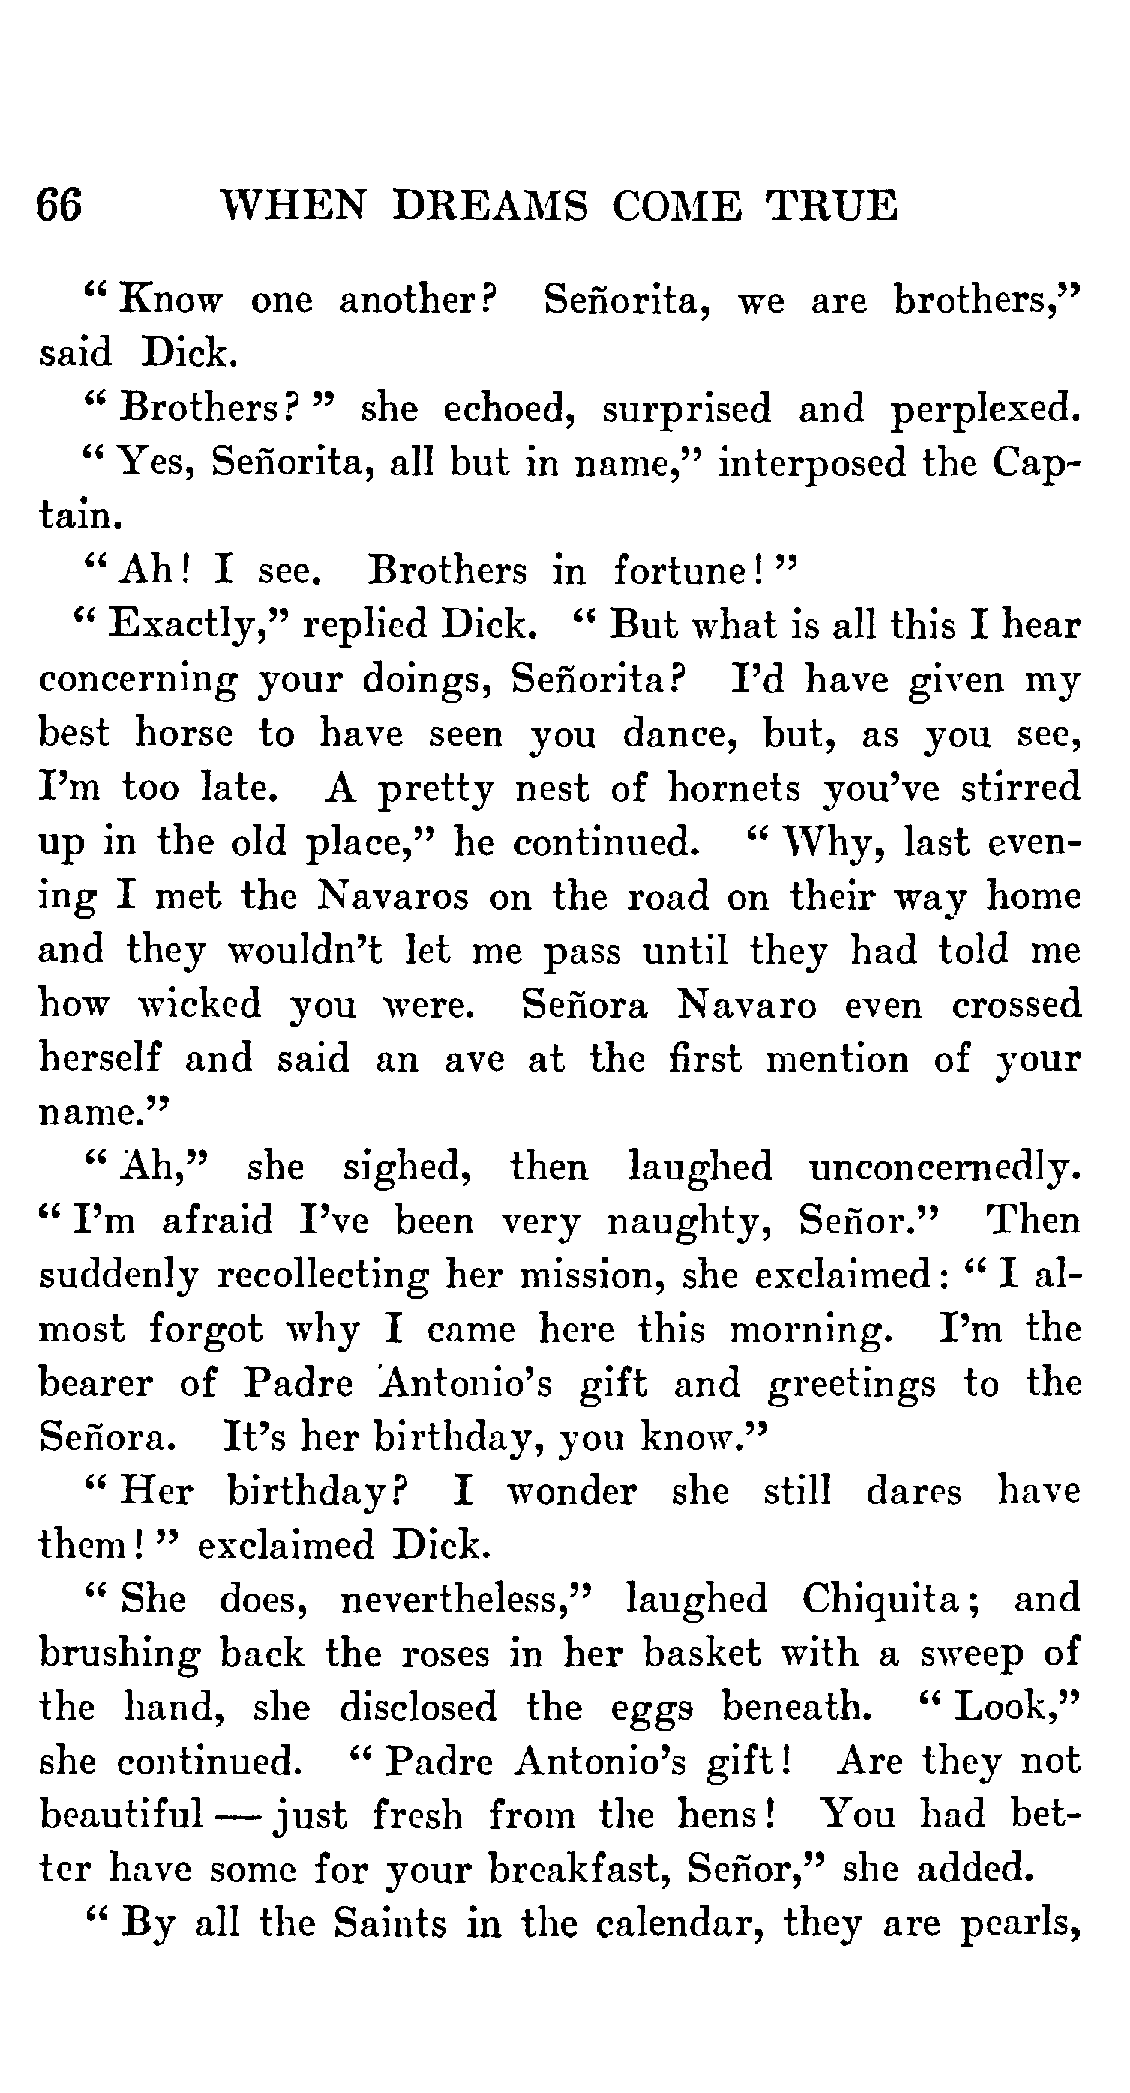 66 WHEN DREAMS COME TRUE
“Know one another? Señorita, we are brothers,”
said Dick.
“Brothers?” she echoed, surprised and perplexed.
“Yes, Señorita, all but in name,” interposed the Cap-
tain.
“Ah! I see. Brothers in fortune!”
“Exactly,” replied Dick. “But what is all this I hear
concerning your doings, Señorita? I’d have given my
best horse to have seen you dance, but, as you see,
I’m too late. A pretty nest of hornets you’ve stirred
up in the old place,” he continued. “Why, last even-
ing I met the Navaros on the road on their way home
and they wouldn’t let me pass until they had told me
how wicked you were. Señora Navaro even crossed
herself and said an ave at the first mention of your
name.”
“Ah,” she sighed, then laughed unconcernedly.
“I’m afraid I’ve been very naughty, Señor.” Then
suddenly recollecting her mission, she exclaimed: “I al-
most forgot why I came here this morning. I’m the
bearer of Padre Antonio’s gift and greetings to the
Señora. It’s her birthday, you know.”
“Her birthday? I wonder she still dares have
them!” exclaimed Dick.
“She does, nevertheless,” laughed Chiquita; and
brushing back the roses in her basket with a sweep of
the hand, she disclosed the eggs beneath. “Look,”
she continued. “Padre Antonio’s gift! Are they not
beautiful — just fresh from the hens! You had bet-
ter have some for your breakfast, Señor,” she added.
“By all the Saints in the calendar, they are pearls,